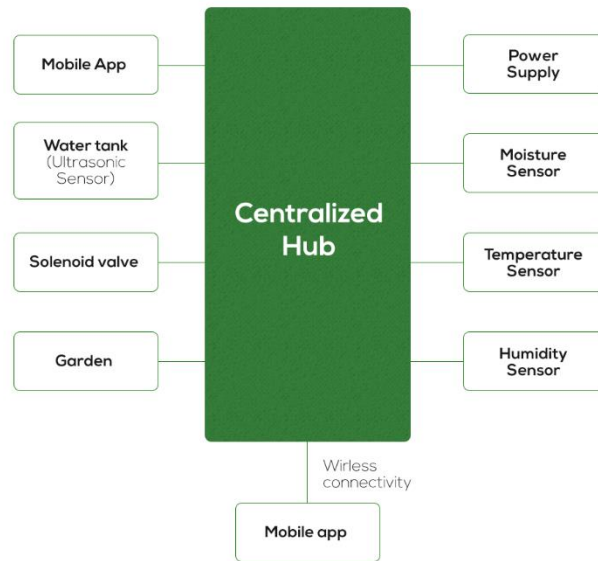 Mobile App
Water tank
(Ultrasonic
Sensor)
Solenoid valve
Garden
Centralized
Hub
Power
Supply
Moisture
Sensor
Temperature
Sensor
Humidity
Sensor
Wirless
connectivity
Mobile app